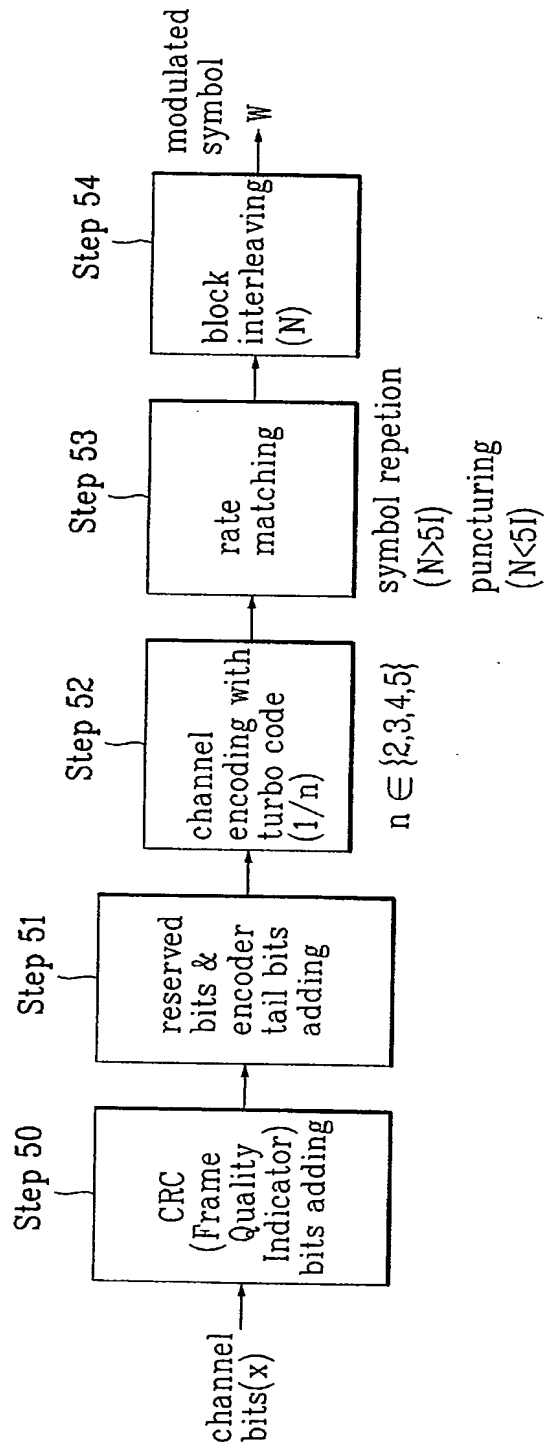 channel
bits(x)
Step 50
CRC
(Frame
Quality
Indicator)
bits adding
Step 51
reserved
bits &
encoder
tail bits
adding
Step 52
channel
encoding with
turbo code
(1/n)
n ∈ {2,3,4,5}
Step 53
rate
matching
symbol repetion
(N>5I)
puncturing
(N<5I)
Step 54
block
interleaving
(N)
modulated
symbol
W